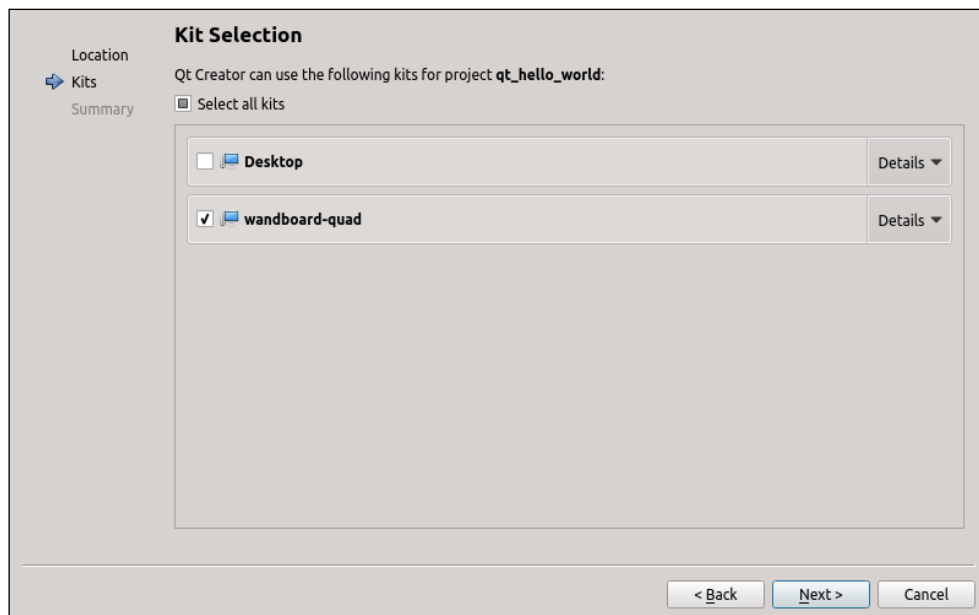 Location
Kits
Summary
Kit Selection
Qt Creator can use the following kits for project qt_hello_world:
Select all kits
Desktop
Details
wandboard-quad
Details
< Back
Next >
Cancel